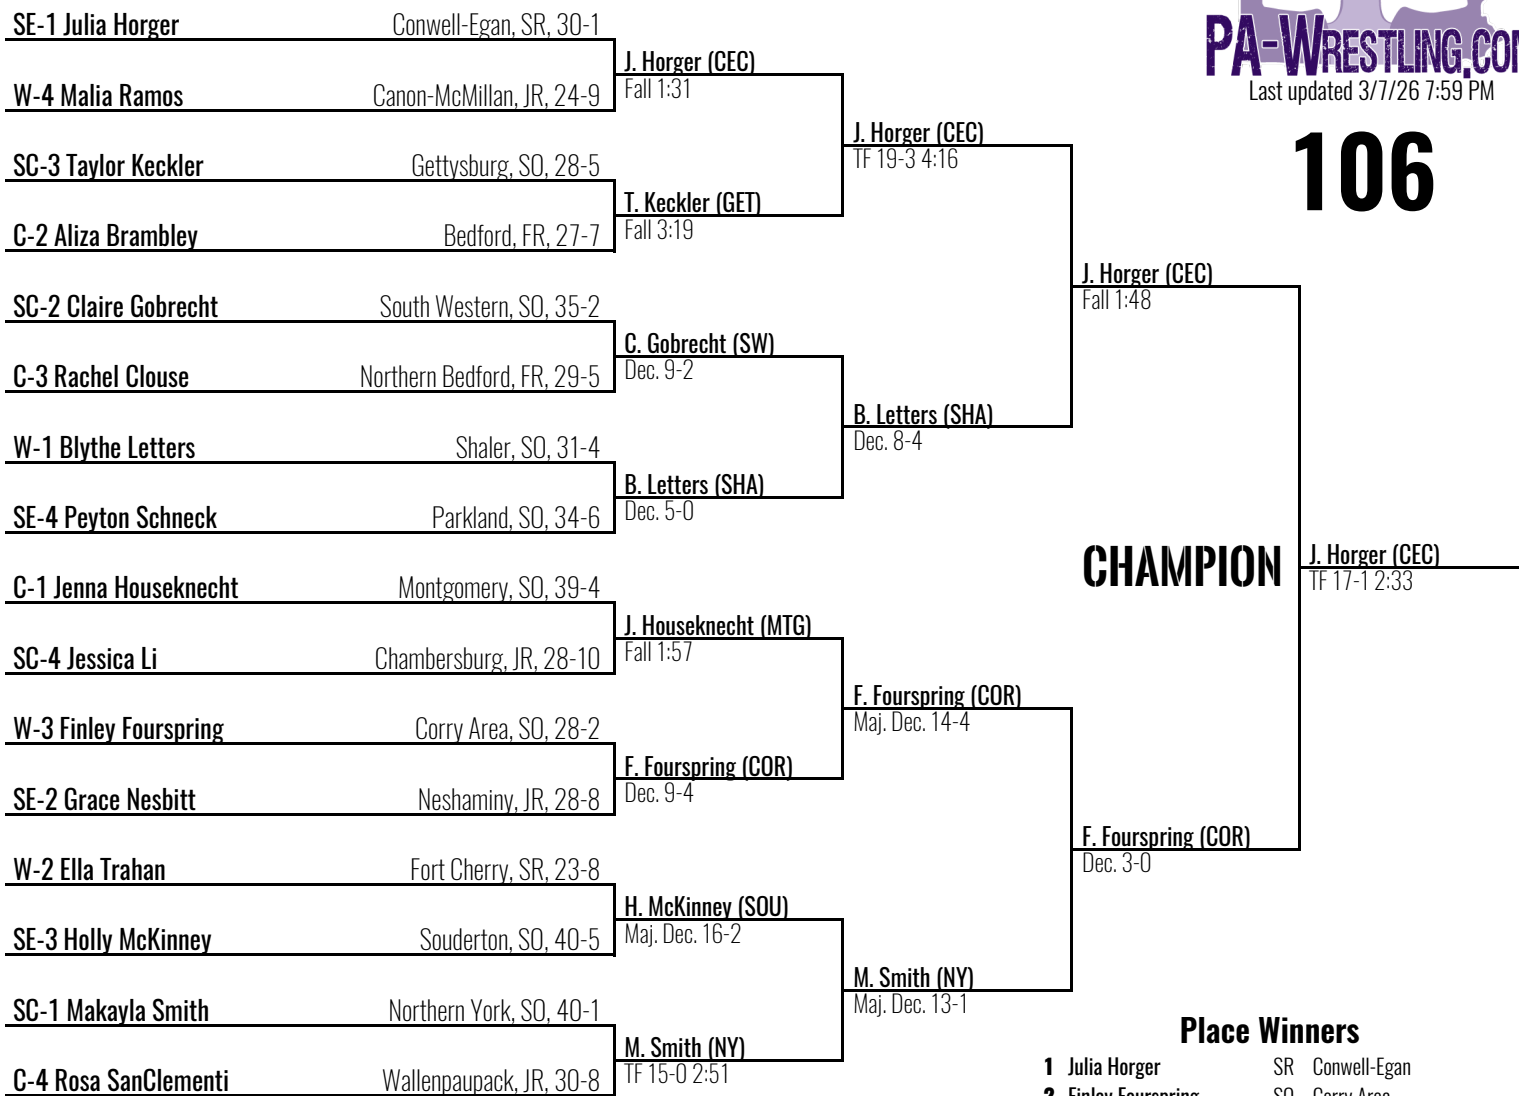 SE-1 Julia Horger Conwell-Egan, SR, 30-1
W-4 Malia Ramos Canon-McMillan, JR, 24-9
SC-3 Taylor Keckler Gettysburg, SO, 28-5
C-2 Aliza Brambley Bedford, FR, 27-7
SC-2 Claire Gobrecht South Western, SO, 35-2
C-3 Rachel Clouse Northern Bedford, FR, 29-5
W-1 Blythe Letters Shaler, SO, 31-4
SE-4 Peyton Schneck Parkland, SO, 34-6
C-1 Jenna Houseknecht Montgomery, SO, 39-4
SC-4 Jessica Li Chambersburg, JR, 28-10
W-3 Finley Fourspring Corry Area, SO, 28-2
SE-2 Grace Nesbitt Neshaminy, JR, 28-8
W-2 Ella Trahan Fort Cherry, SR, 23-8
SE-3 Holly McKinney Souderton, SO, 40-5
SC-1 Makayla Smith Northern York, SO, 40-1
C-4 Rosa SanClementi Wallenpaupack, JR, 30-8
J. Horger (CEC)
Fall 1:31
T. Keckler (GET)
Fall 3:19
C. Gobrecht (SW)
Dec. 9-2
B. Letters (SHA)
Dec. 5-0
J. Houseknecht (MTG)
Fall 1:57
F. Fourspring (COR)
Dec. 9-4
H. McKinney (SOU)
Maj. Dec. 16-2
M. Smith (NY)
TF 15-0 2:51
J. Horger (CEC)
TF 19-3 4:16
B. Letters (SHA)
Dec. 8-4
F. Fourspring (COR)
Maj. Dec. 14-4
M. Smith (NY)
Maj. Dec. 13-1
J. Horger (CEC)
Fall 1:48
F. Fourspring (COR)
Dec. 3-0
CHAMPION
J. Horger (CEC)
TF 17-1 2:33
PA-WRESTLING.COM
Last updated 3/7/26 7:59 PM
106
Place Winners
1 Julia Horger SR Conwell-Egan
2 Finley Fourspring SO Corry Area